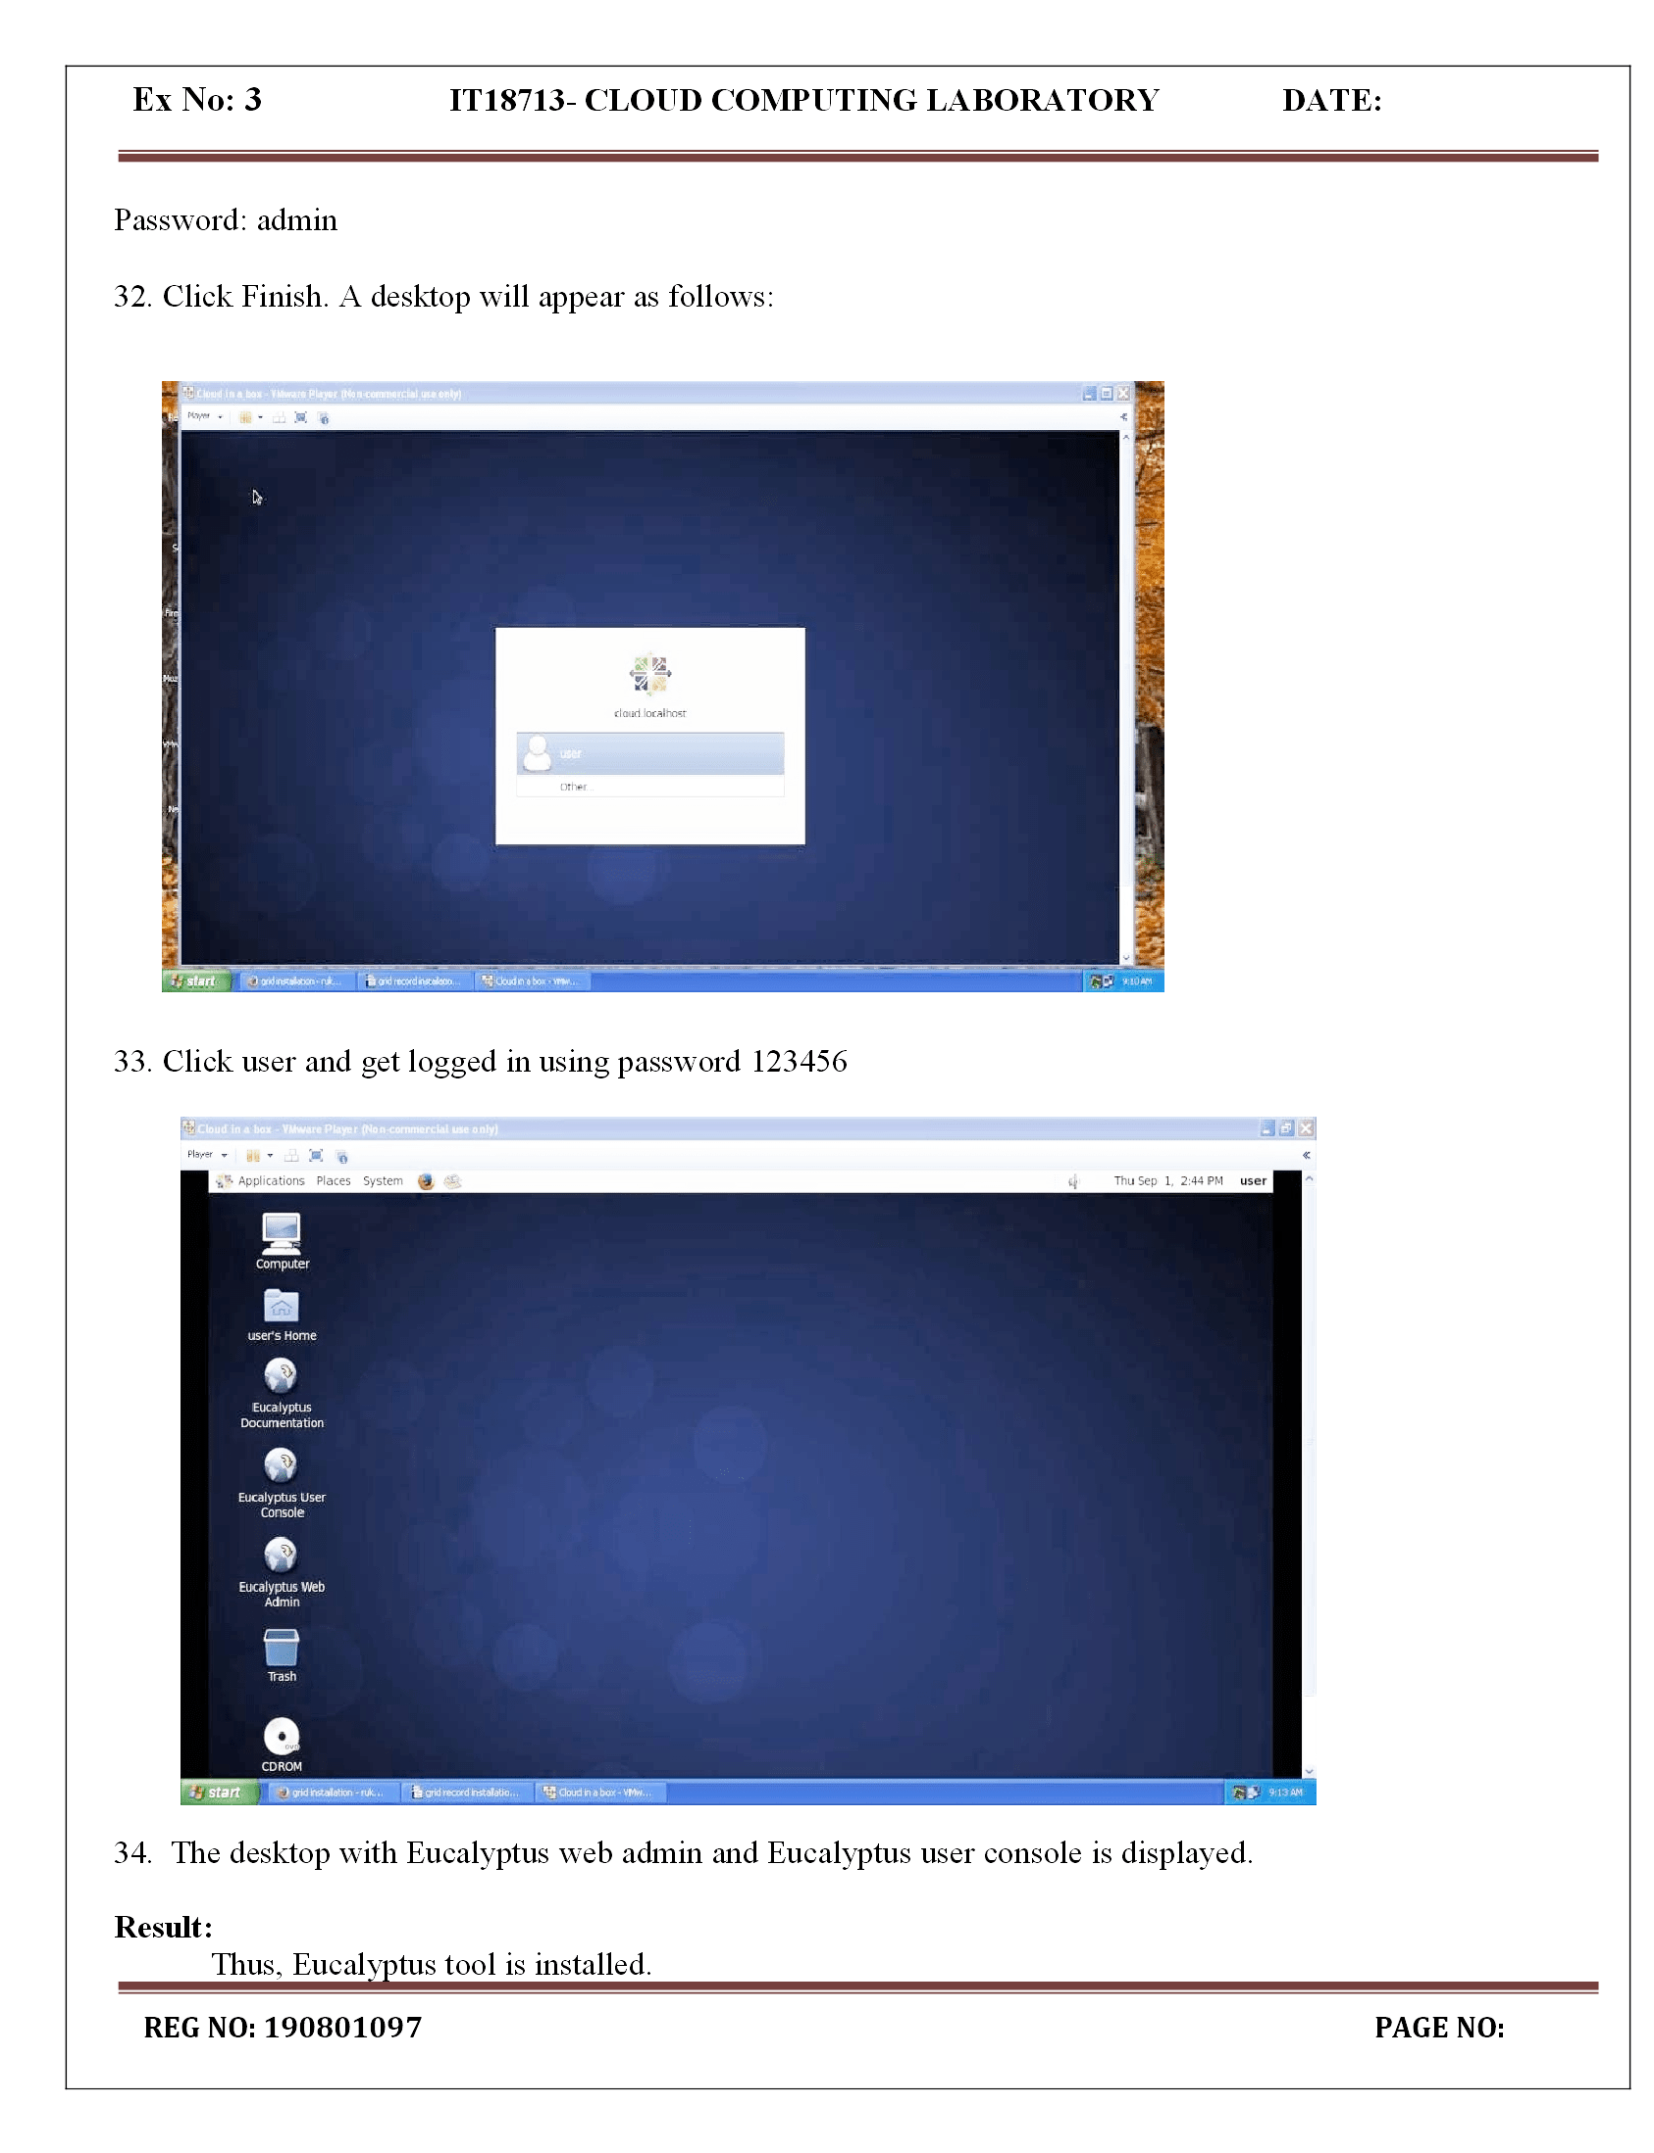 Ex No: 3 IT18713- CLOUD COMPUTING LABORATORY DATE:
Password: admin
32. Click Finish. A desktop will appear as follows:
Cloud in a box - VMware Player (Non-commercial use only)
Player
cloud.localhost
user
Other...
start grid installation - ruk... grid record installatio... Cloud in a box - VMw... 9:10 AM
33. Click user and get logged in using password 123456
Cloud in a box - VMware Player (Non-commercial use only)
Player
Applications Places System Thu Sep 1, 2:44 PM user
Computer
user's Home
Eucalyptus
Documentation
Eucalyptus User
Console
Eucalyptus Web
Admin
Trash
CDROM
start grid installation - ruk... grid record installatio... Cloud in a box - VMw... 9:13 AM
34. The desktop with Eucalyptus web admin and Eucalyptus user console is displayed.
Result:
Thus, Eucalyptus tool is installed.
REG NO: 190801097 PAGE NO: